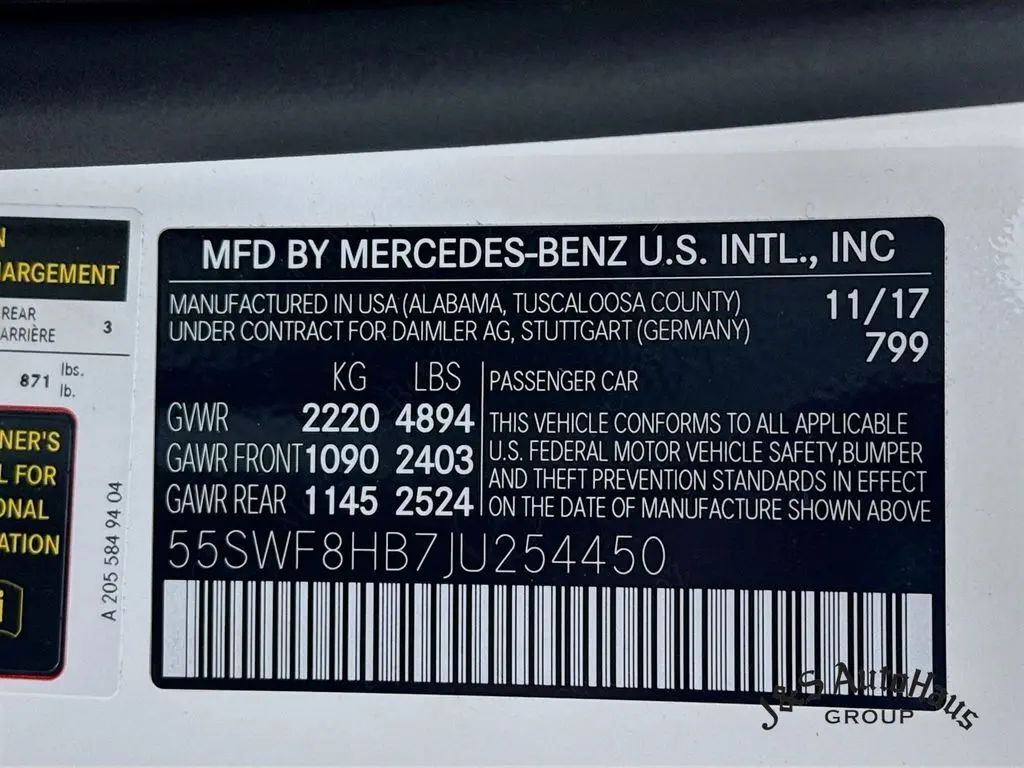 N
ARGEMENT
REAR
ARRIÈRE
3
871 lbs.
lb.
NER'S
L FOR
ONAL
ATION
i
A 205 584 94 04
MFD BY MERCEDES-BENZ U.S. INTL., INC
MANUFACTURED IN USA (ALABAMA, TUSCALOOSA COUNTY) 11/17
UNDER CONTRACT FOR DAIMLER AG, STUTTGART (GERMANY) 799
KG LBS
GVWR 2220 4894
GAWR FRONT 1090 2403
GAWR REAR 1145 2524
PASSENGER CAR
THIS VEHICLE CONFORMS TO ALL APPLICABLE
U.S. FEDERAL MOTOR VEHICLE SAFETY,BUMPER
AND THEFT PREVENTION STANDARDS IN EFFECT
ON THE DATE OF MANUFACTURE SHOWN ABOVE
55SWF8HB7JU254450
J&S AutoHaus
GROUP